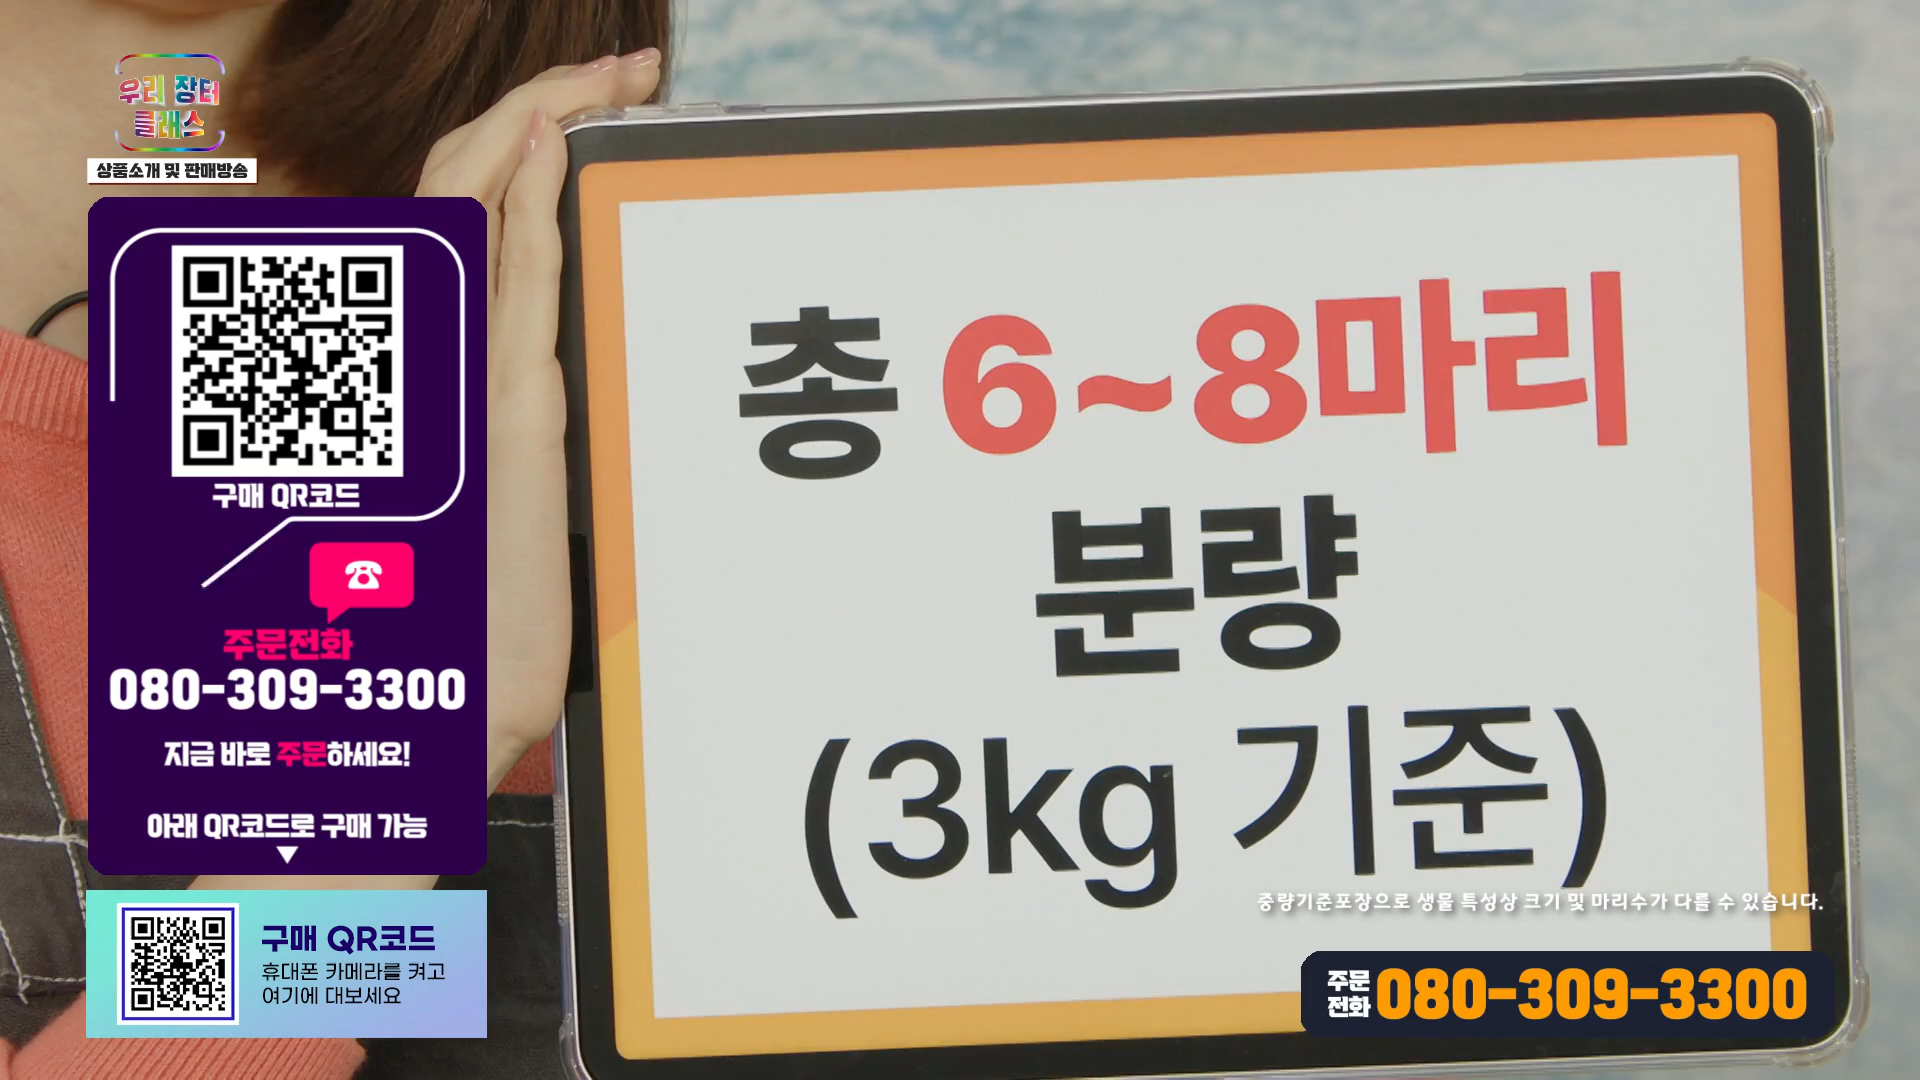 우리 장터
클래스
상품소개 및 판매방송
구매 QR코드
주문전화
080-309-3300
지금 바로 주문하세요!
아래 QR코드로 구매 가능
구매 QR코드
휴대폰 카메라를 켜고
여기에 대보세요
총 6~8마리
분량
(3kg 기준)
중량기준포장으로 생물 특성상 크기 및 마리수가 다를 수 있습니다.
주문
전화
080-309-3300